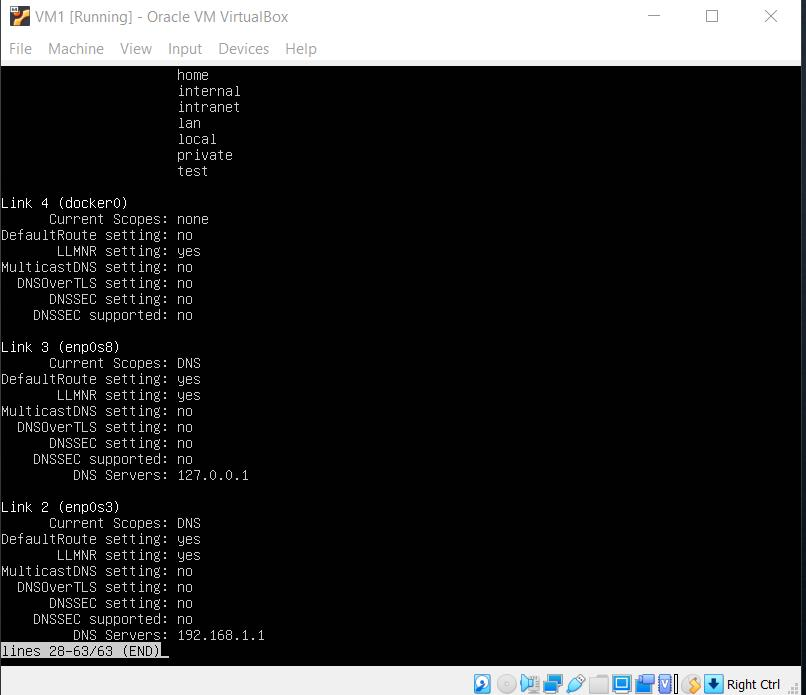 VM1 [Running] - Oracle VM VirtualBox
File Machine View Input Devices Help
home
internal
intranet
lan
local
private
test
Link 4 (docker0)
Current Scopes: none
DefaultRoute setting: no
LLMNR setting: yes
MulticastDNS setting: no
DNSOverTLS setting: no
DNSSEC setting: no
DNSSEC supported: no
Link 3 (enp0s8)
Current Scopes: DNS
DefaultRoute setting: yes
LLMNR setting: yes
MulticastDNS setting: no
DNSOverTLS setting: no
DNSSEC setting: no
DNSSEC supported: no
DNS Servers: 127.0.0.1
Link 2 (enp0s3)
Current Scopes: DNS
DefaultRoute setting: yes
LLMNR setting: yes
MulticastDNS setting: no
DNSOverTLS setting: no
DNSSEC setting: no
DNSSEC supported: no
DNS Servers: 192.168.1.1
lines 28-63/63 (END)
Right Ctrl